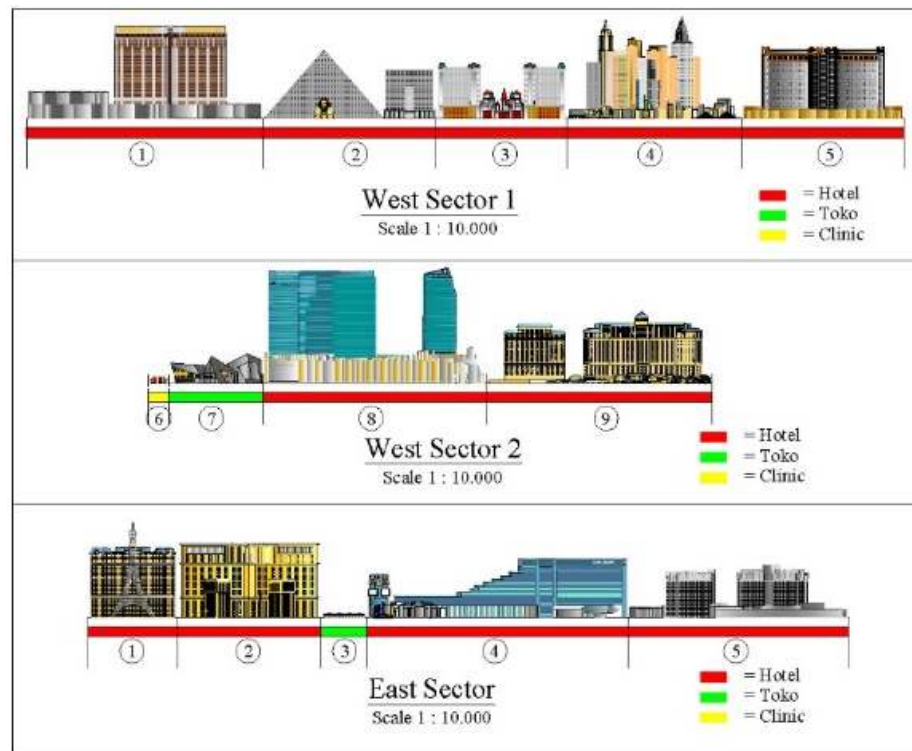 1 2 3 4 5
West Sector 1
Scale 1 : 10.000
= Hotel
= Toko
= Clinic
6 7 8 9
West Sector 2
Scale 1 : 10.000
= Hotel
= Toko
= Clinic
1 2 3 4 5
East Sector
Scale 1 : 10.000
= Hotel
= Toko
= Clinic